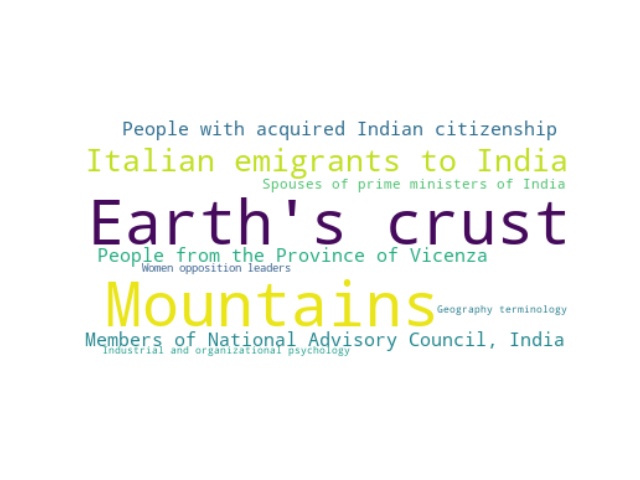 People with acquired Indian citizenship
Italian emigrants to India
Spouses of prime ministers of India
Earth's crust
People from the Province of Vicenza
Women opposition leaders
Mountains
Geography terminology
Members of National Advisory Council, India
Industrial and organizational psychology